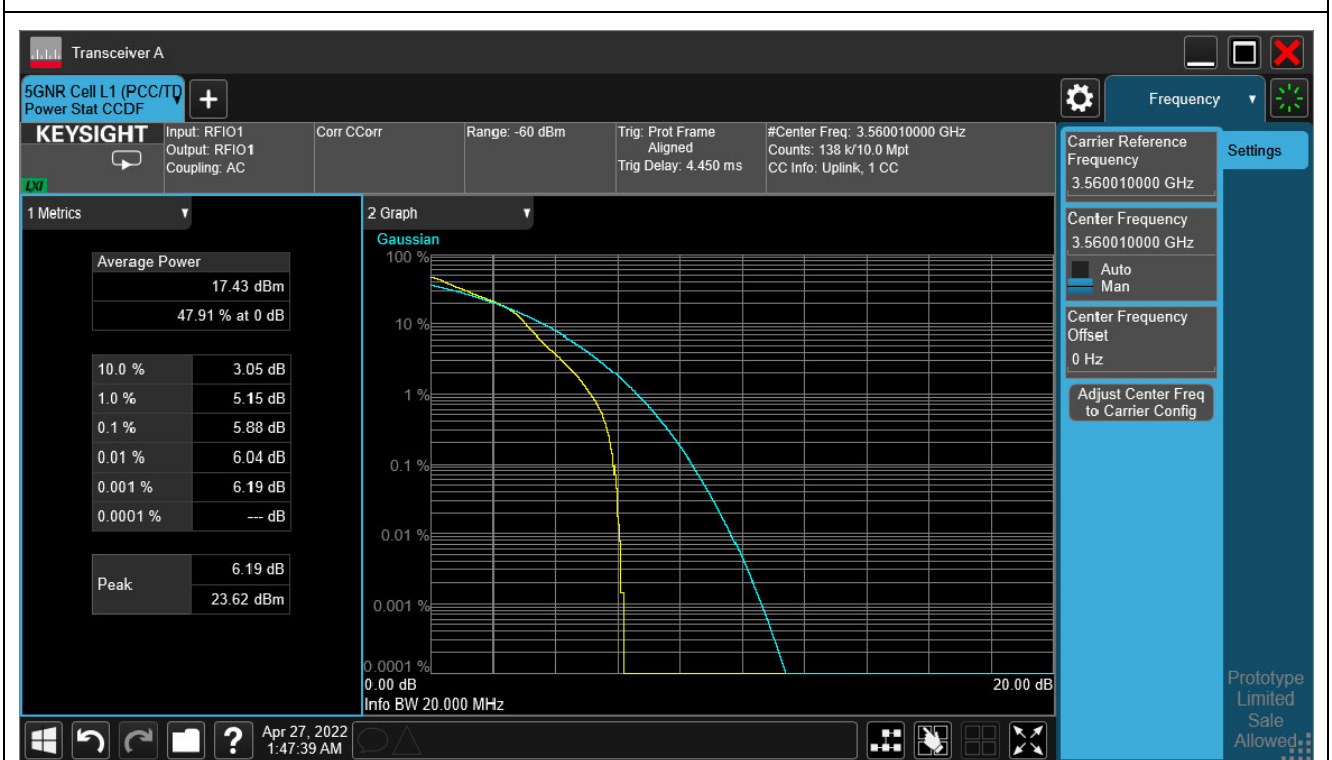 Transceiver A
5GNR Cell L1 (PCC/TD
Power Stat CCDF
+
Frequency
KEYSIGHT
LXI
Input: RFIO1
Output: RFIO1
Coupling: AC
Corr CCorr
Range: -60 dBm
Trig: Prot Frame
Aligned
Trig Delay: 4.450 ms
#Center Freq: 3.560010000 GHz
Counts: 138 k/10.0 Mpt
CC Info: Uplink, 1 CC
Carrier Reference
Frequency
3.560010000 GHz
Settings
Center Frequency
3.560010000 GHz
Auto
Man
Center Frequency
Offset
0 Hz
Adjust Center Freq
to Carrier Config
1 Metrics
Average Power
17.43 dBm
47.91 % at 0 dB
10.0 % 3.05 dB
1.0 % 5.15 dB
0.1 % 5.88 dB
0.01 % 6.04 dB
0.001 % 6.19 dB
0.0001 % --- dB
Peak
6.19 dB
23.62 dBm
2 Graph
Gaussian
100 %
10 %
1 %
0.1 %
0.01 %
0.001 %
0.0001 %
0.00 dB 20.00 dB
Info BW 20.000 MHz
Prototype
Limited
Sale
Allowed
?
Apr 27, 2022
1:47:39 AM